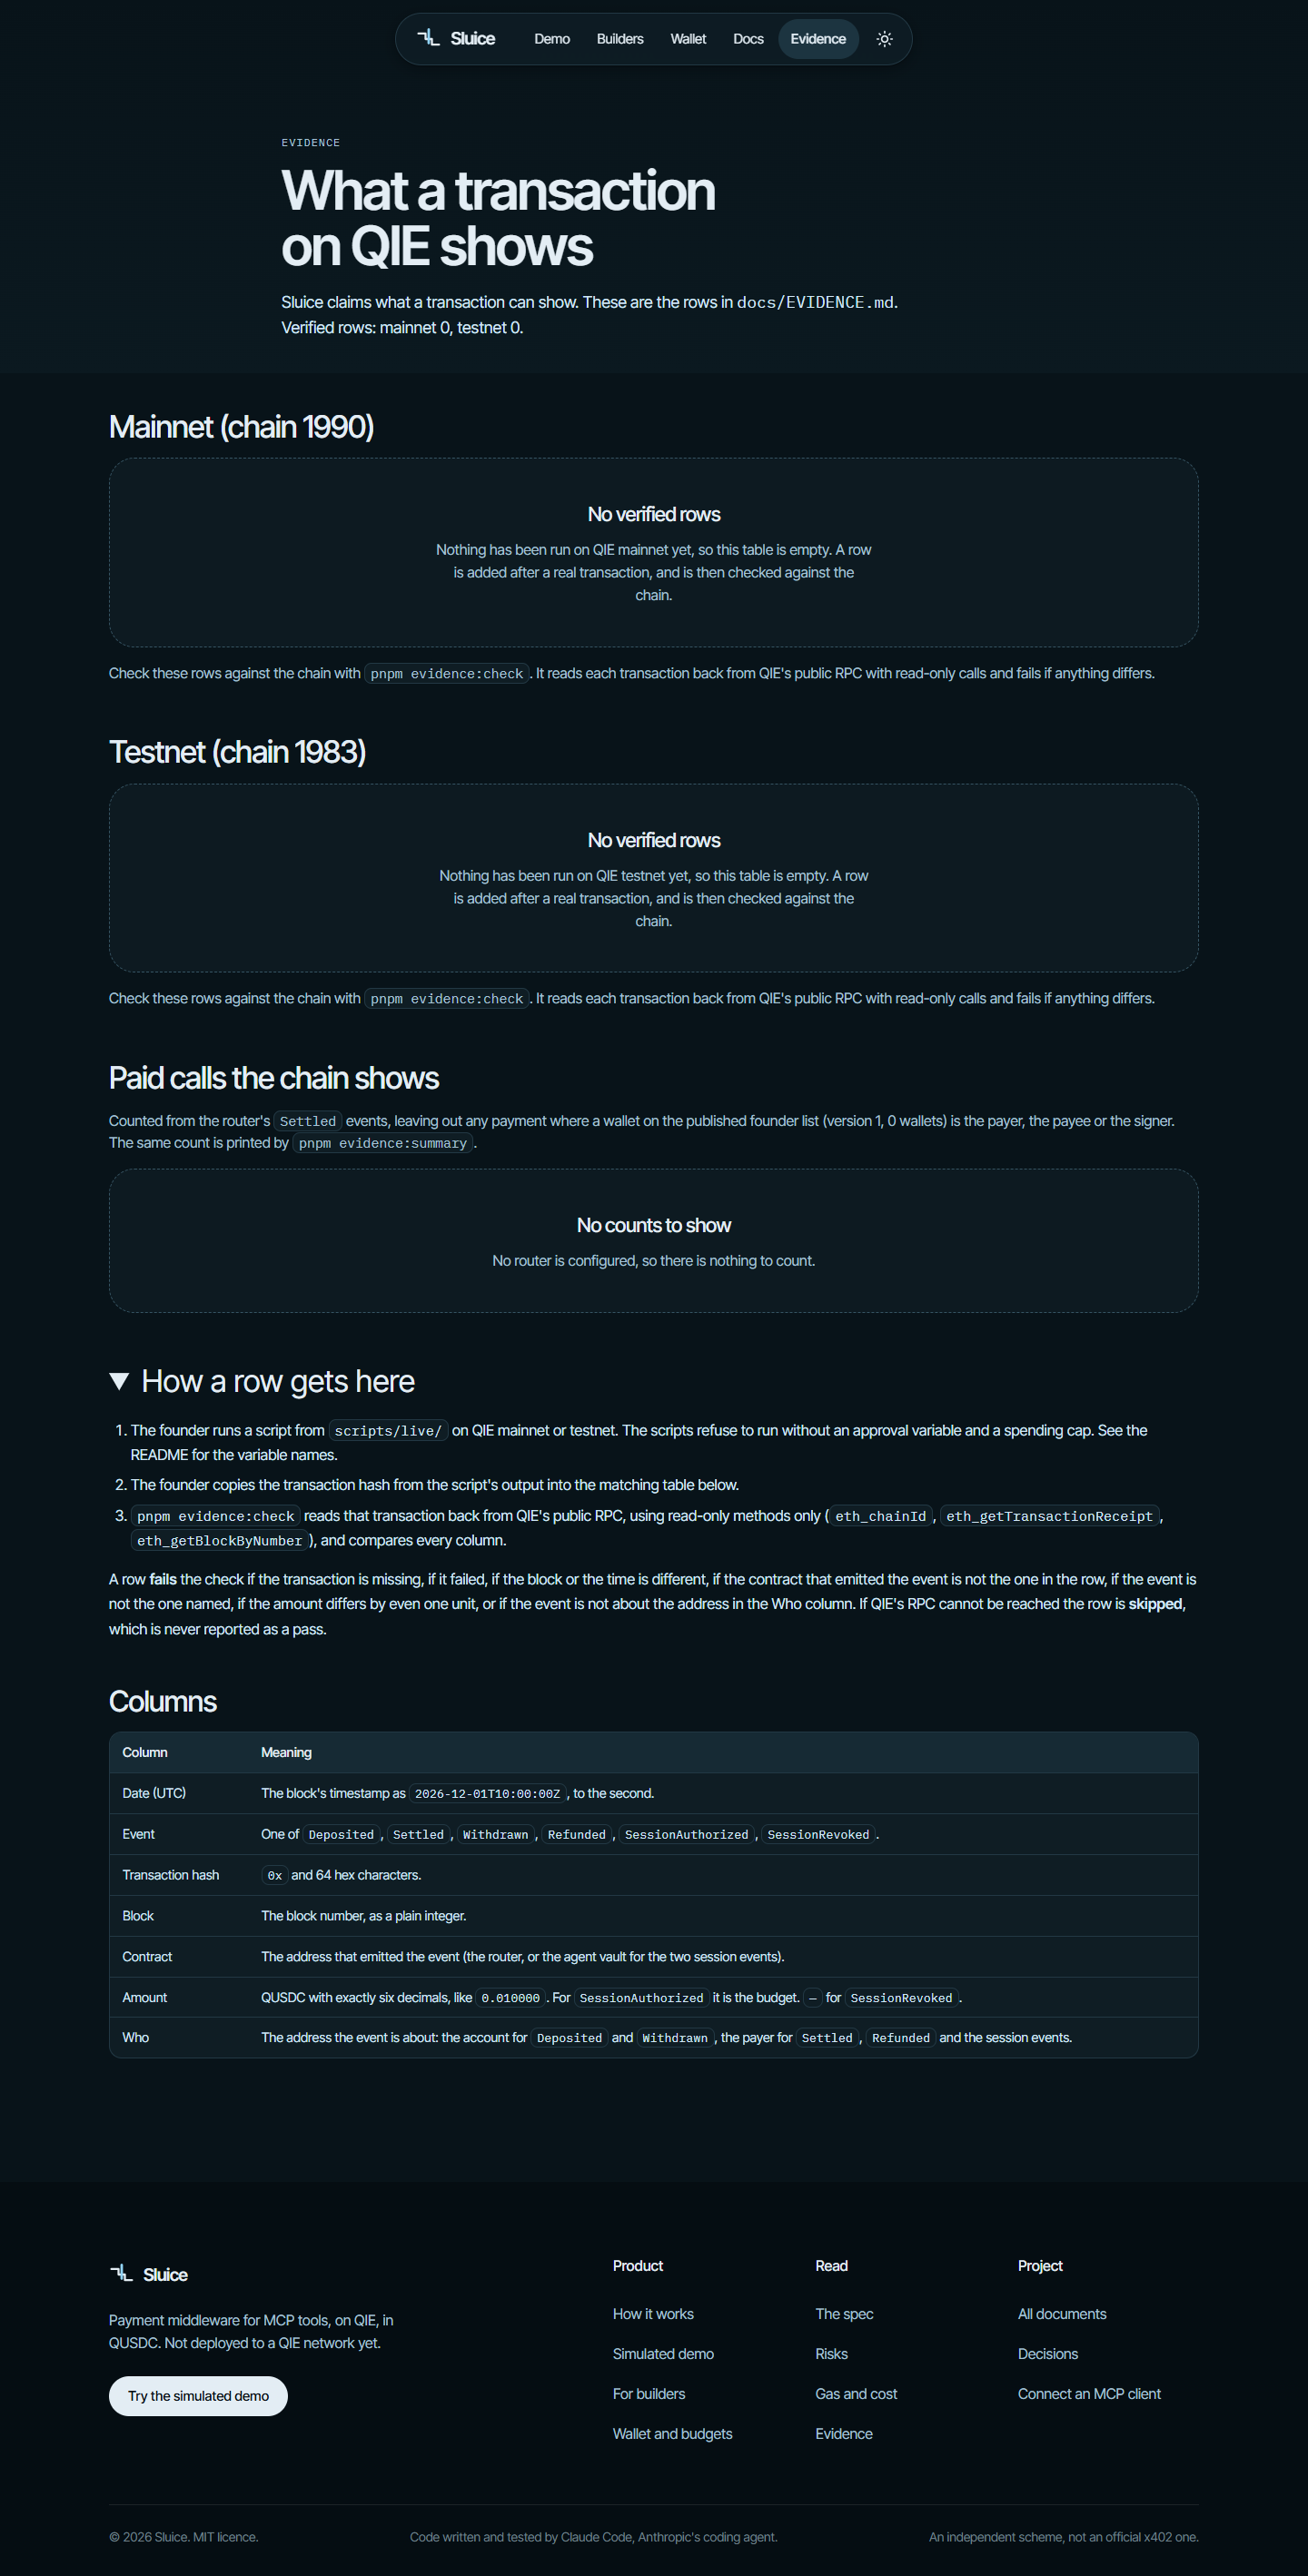 Sluice Demo Builders Wallet Docs Evidence
EVIDENCE
What a transaction
on QIE shows
Sluice claims what a transaction can show. These are the rows in docs/EVIDENCE.md.
Verified rows: mainnet 0, testnet 0.
Mainnet (chain 1990)
No verified rows
Nothing has been run on QIE mainnet yet, so this table is empty. A row
is added after a real transaction, and is then checked against the
chain.
Check these rows against the chain with pnpm evidence:check. It reads each transaction back from QIE's public RPC with read-only calls and fails if anything differs.
Testnet (chain 1983)
No verified rows
Nothing has been run on QIE testnet yet, so this table is empty. A row
is added after a real transaction, and is then checked against the
chain.
Check these rows against the chain with pnpm evidence:check. It reads each transaction back from QIE's public RPC with read-only calls and fails if anything differs.
Paid calls the chain shows
Counted from the router's Settled events, leaving out any payment where a wallet on the published founder list (version 1, 0 wallets) is the payer, the payee or the signer.
The same count is printed by pnpm evidence:summary.
No counts to show
No router is configured, so there is nothing to count.
▼ How a row gets here
1. The founder runs a script from scripts/live/ on QIE mainnet or testnet. The scripts refuse to run without an approval variable and a spending cap. See the
README for the variable names.
2. The founder copies the transaction hash from the script's output into the matching table below.
3. pnpm evidence:check reads that transaction back from QIE's public RPC, using read-only methods only (eth_chainId, eth_getTransactionReceipt,
eth_getBlockByNumber), and compares every column.
A row fails the check if the transaction is missing, if it failed, if the block or the time is different, if the contract that emitted the event is not the one in the row, if the event is
not the one named, if the amount differs by even one unit, or if the event is not about the address in the Who column. If QIE's RPC cannot be reached the row is skipped,
which is never reported as a pass.
Columns
Column Meaning
Date (UTC) The block's timestamp as 2026-12-01T10:00:00Z, to the second.
Event One of Deposited, Settled, Withdrawn, Refunded, SessionAuthorized, SessionRevoked.
Transaction hash 0x and 64 hex characters.
Block The block number, as a plain integer.
Contract The address that emitted the event (the router, or the agent vault for the two session events).
Amount QUSDC with exactly six decimals, like 0.010000. For SessionAuthorized it is the budget. — for SessionRevoked.
Who The address the event is about: the account for Deposited and Withdrawn, the payer for Settled, Refunded and the session events.
Sluice
Payment middleware for MCP tools, on QIE, in
QUSDC. Not deployed to a QIE network yet.
Try the simulated demo
Product
How it works
Simulated demo
For builders
Wallet and budgets
Read
The spec
Risks
Gas and cost
Evidence
Project
All documents
Decisions
Connect an MCP client
© 2026 Sluice. MIT licence. Code written and tested by Claude Code, Anthropic's coding agent. An independent scheme, not an official x402 one.